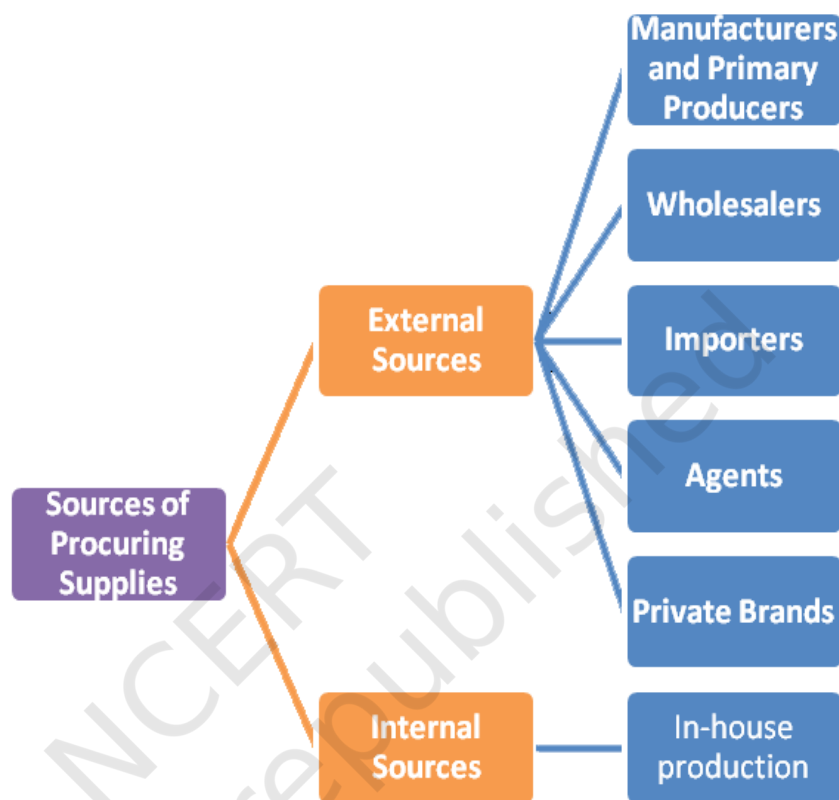 Manufacturers
and Primary
Producers
Wholesalers
External
Sources
Importers
Agents
Sources of
Procuring
Supplies
Private Brands
Internal
Sources
In-house
production
NCERT
republished